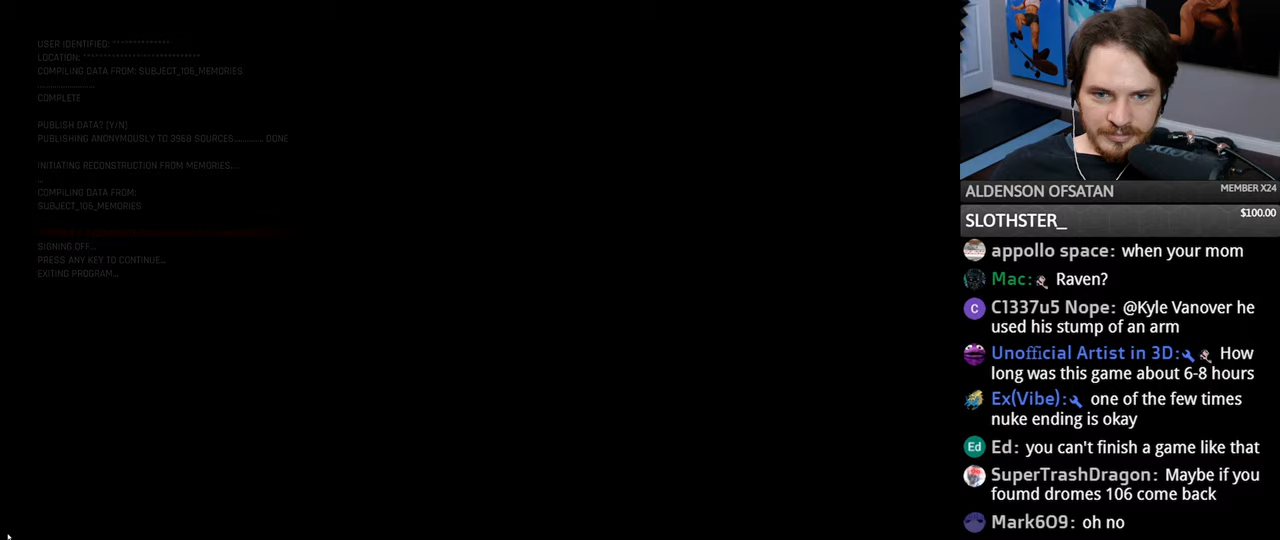 USER IDENTIFIED: **************
LOCATION: ****************************
COMPILING DATA FROM: SUBJECT_106_MEMORIES
COMPLETE
PUBLISH DATA? (Y/N)
PUBLISHING ANONYMOUSLY TO 3968 SOURCES.............. DONE
INITIATING RECONSTRUCTION FROM MEMORIES...
COMPILING DATA FROM:
SUBJECT_106_MEMORIES
SIGNING OFF...
PRESS ANY KEY TO CONTINUE...
EXITING PROGRAM...
ALDENSON OFSATAN
MEMBER X24
SLOTHSTER_
$100.00
appollo space: when your mom
Mac: Raven?
C1337u5 Nope: @Kyle Vanover he
used his stump of an arm
Unofficial Artist in 3D: How
long was this game about 6-8 hours
Ex(Vibe): one of the few times
nuke ending is okay
Ed: you can't finish a game like that
SuperTrashDragon: Maybe if you
foumd dromes 106 come back
Mark609: oh no